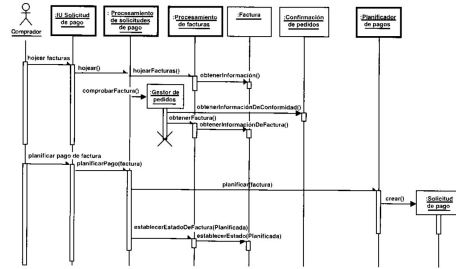 Comprador
:IU Solicitud
de pago
: Procesamiento
de solicitudes
de pago
:Procesamiento
de facturas
:Factura
:Confirmación
de pedidos
:Planificador
de pagos
hojear facturas
hojear()
hojearFacturas()
obtenerInformación()
comprobarFactura()
:Gestor de
pedidos
obtenerInformaciónDeConformidad()
obtenerFactura()
obtenerInformaciónDeFactura()
planificar pago de factura
planificarPago(factura)
planificar(factura)
crear()
:Solicitud
de pago
establecerEstadoDeFactura(Planificada)
establecerEstado(Planificada)